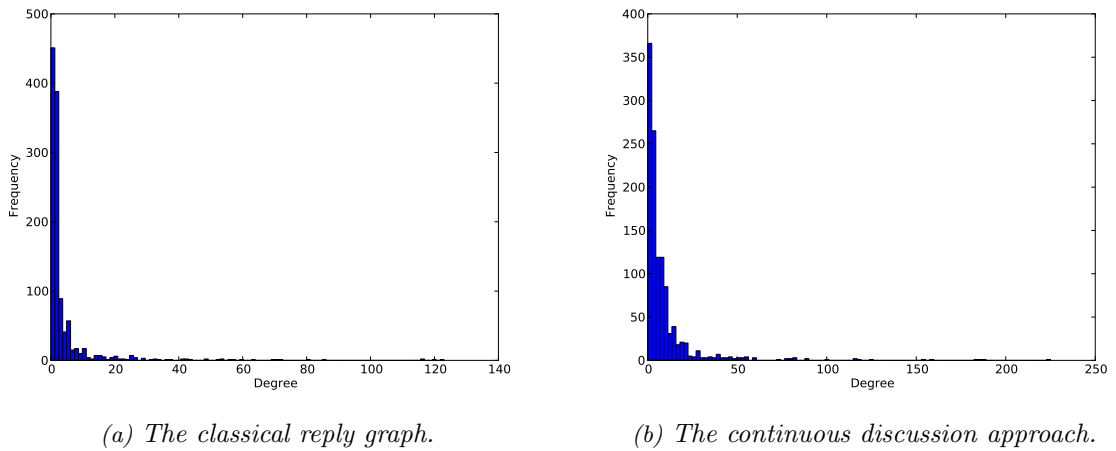 500
400
300
200
100
0
Frequency
0 20 40 60 80 100 120 140
Degree
(a) The classical reply graph.
400
350
300
250
200
150
100
50
0
Frequency
0 50 100 150 200 250
Degree
(b) The continuous discussion approach.